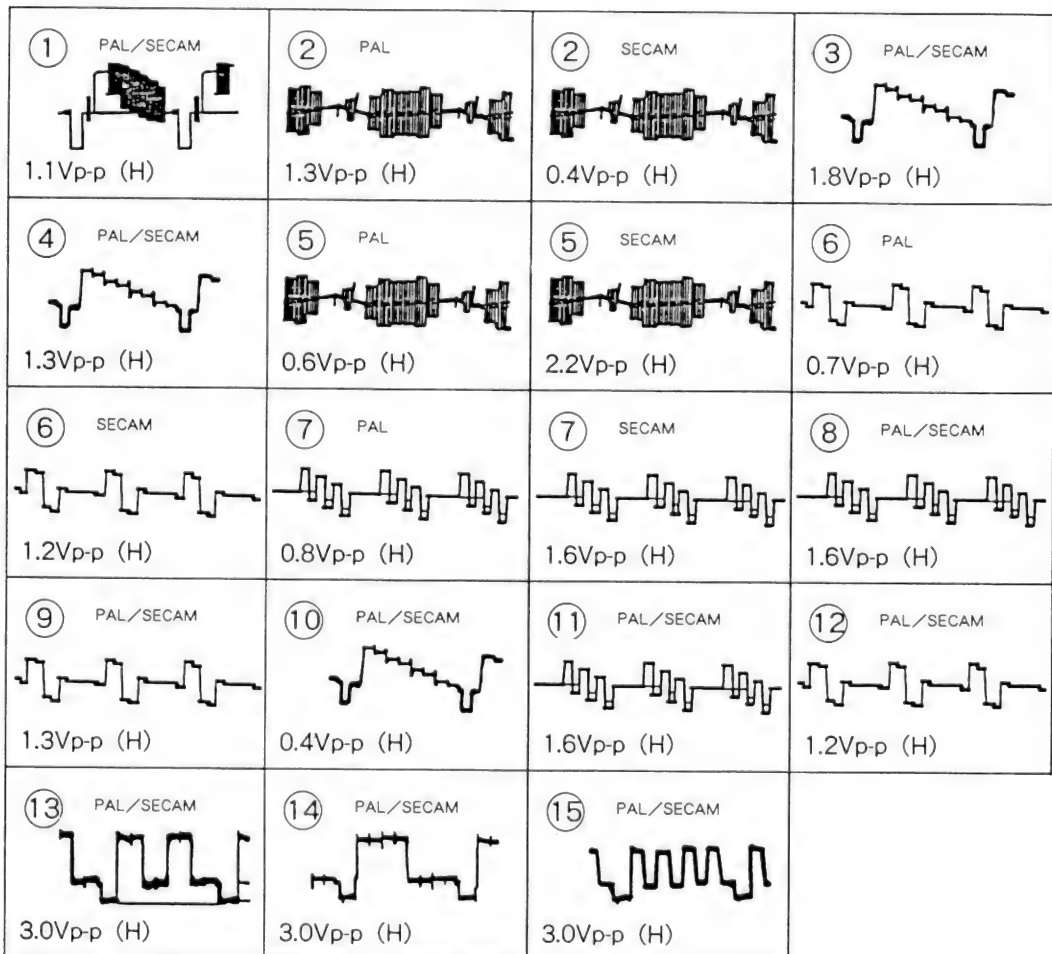 ① PAL/SECAM
1.1Vp-p (H)
② PAL
1.3Vp-p (H)
② SECAM
0.4Vp-p (H)
③ PAL/SECAM
1.8Vp-p (H)
④ PAL/SECAM
1.3Vp-p (H)
⑤ PAL
0.6Vp-p (H)
⑤ SECAM
2.2Vp-p (H)
⑥ PAL
0.7Vp-p (H)
⑥ SECAM
1.2Vp-p (H)
⑦ PAL
0.8Vp-p (H)
⑦ SECAM
1.6Vp-p (H)
⑧ PAL/SECAM
1.6Vp-p (H)
⑨ PAL/SECAM
1.3Vp-p (H)
⑩ PAL/SECAM
0.4Vp-p (H)
⑪ PAL/SECAM
1.6Vp-p (H)
⑫ PAL/SECAM
1.2Vp-p (H)
⑬ PAL/SECAM
3.0Vp-p (H)
⑭ PAL/SECAM
3.0Vp-p (H)
⑮ PAL/SECAM
3.0Vp-p (H)